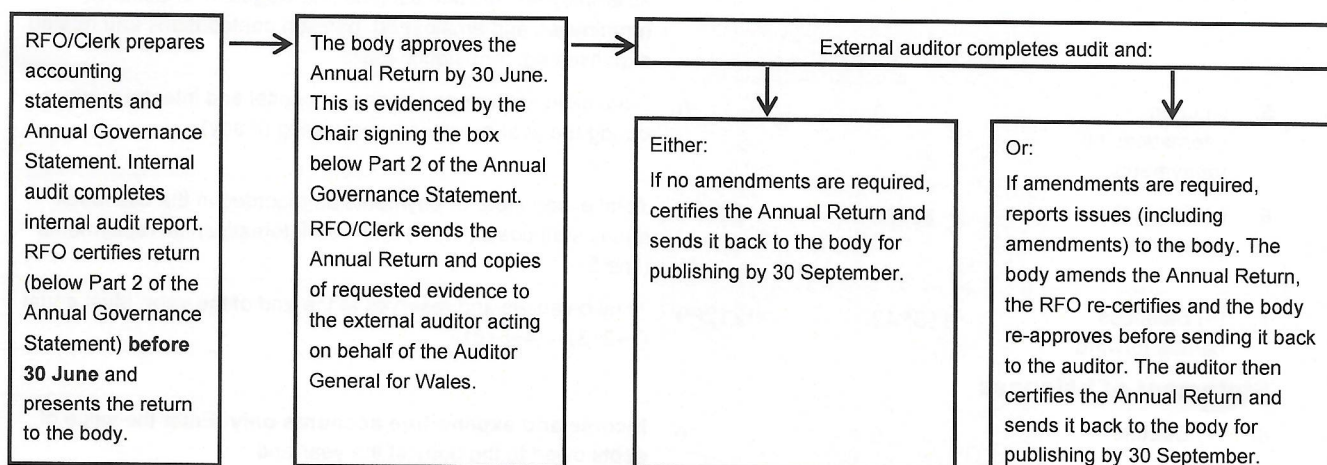 RFO/Clerk prepares
accounting
statements and
Annual Governance
Statement. Internal
audit completes
internal audit report.
RFO certifies return
(below Part 2 of the
Annual Governance
Statement) before
30 June and
presents the return
to the body.
The body approves the
Annual Return by 30 June.
This is evidenced by the
Chair signing the box
below Part 2 of the Annual
Governance Statement.
RFO/Clerk sends the
Annual Return and copies
of requested evidence to
the external auditor acting
on behalf of the Auditor
General for Wales.
External auditor completes audit and:
Either:
If no amendments are required,
certifies the Annual Return and
sends it back to the body for
publishing by 30 September.
Or:
If amendments are required,
reports issues (including
amendments) to the body. The
body amends the Annual Return,
the RFO re-certifies and the body
re-approves before sending it back
to the auditor. The auditor then
certifies the Annual Return and
sends it back to the body for
publishing by 30 September.